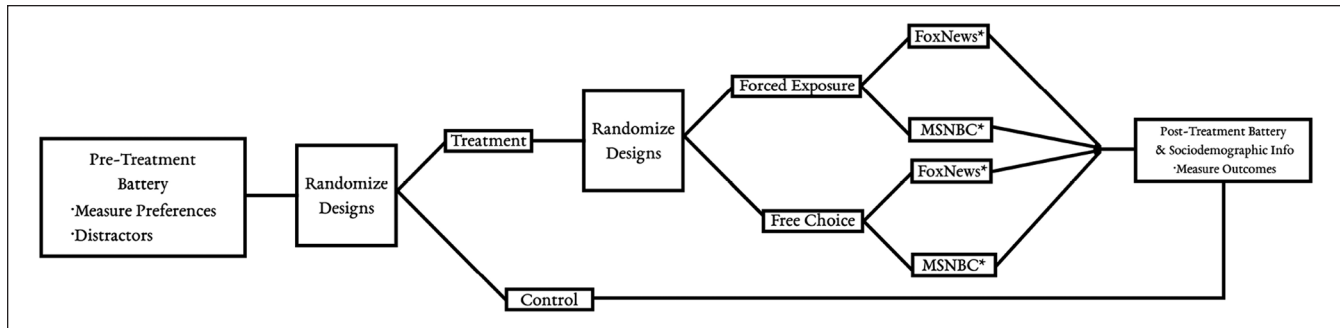 Pre-Treatment
Battery
·Measure Preferences
·Distractors
Randomize
Designs
Treatment
Control
Randomize
Designs
Forced Exposure
Free Choice
FoxNews*
MSNBC*
FoxNews*
MSNBC*
Post-Treatment Battery
& Sociodemographic Info
·Measure Outcomes